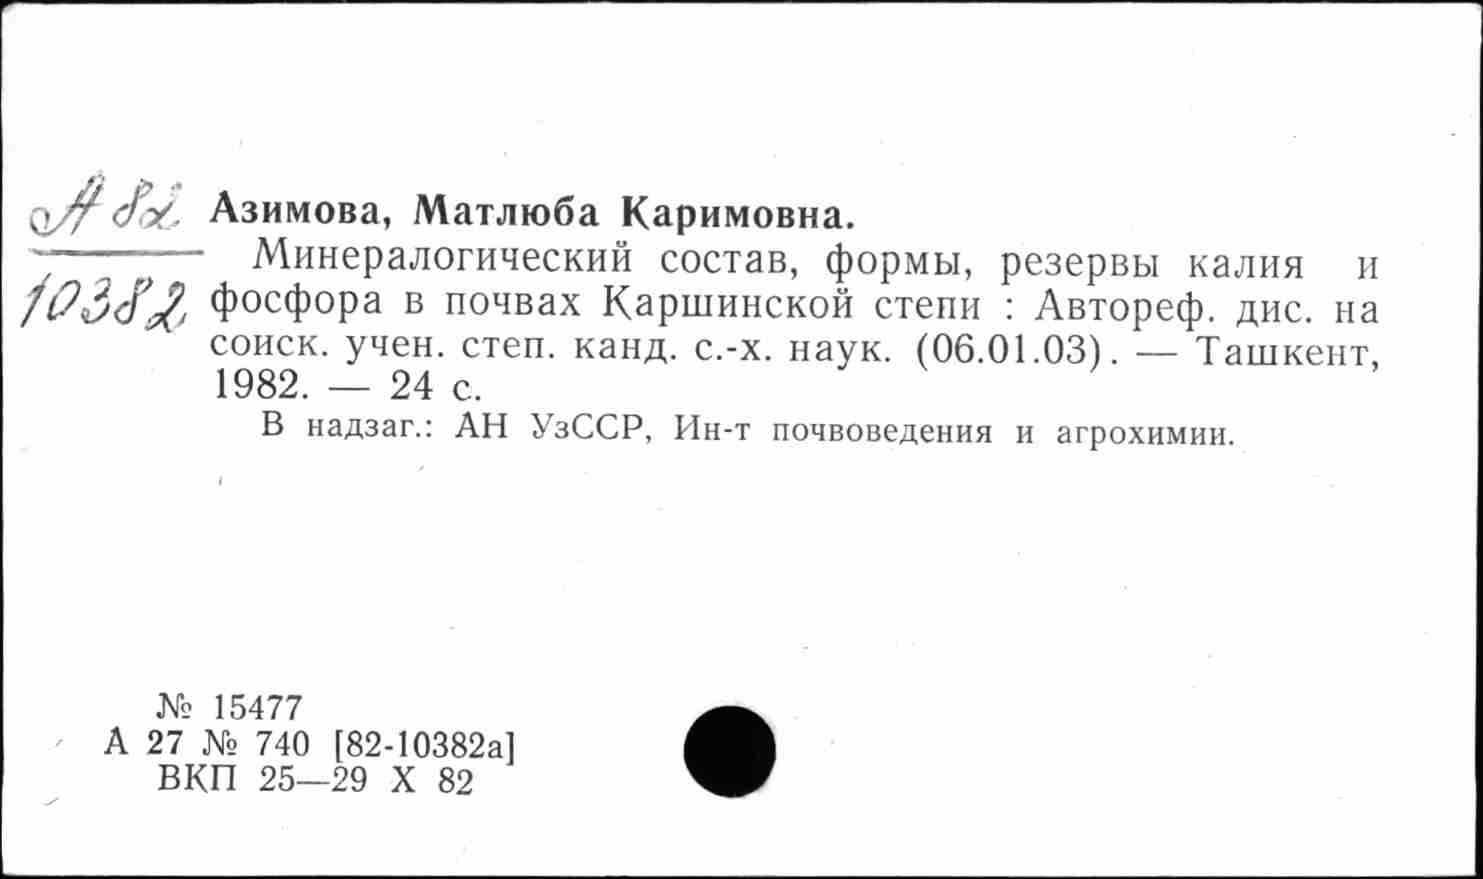 А 82
10382
Азимова, Матлюба Каримовна.
Минералогический состав, формы, резервы калия и
фосфора в почвах Каршинской степи : Автореф. дис. на
соиск. учен. степ. канд. с.-х. наук. (06.01.03). — Ташкент,
1982. — 24 с.
В надзаг.: АН УзССР, Ин-т почвоведения и агрохимии.
№ 15477
А 27 № 740 [82-10382а]
ВКП 25—29 X 82